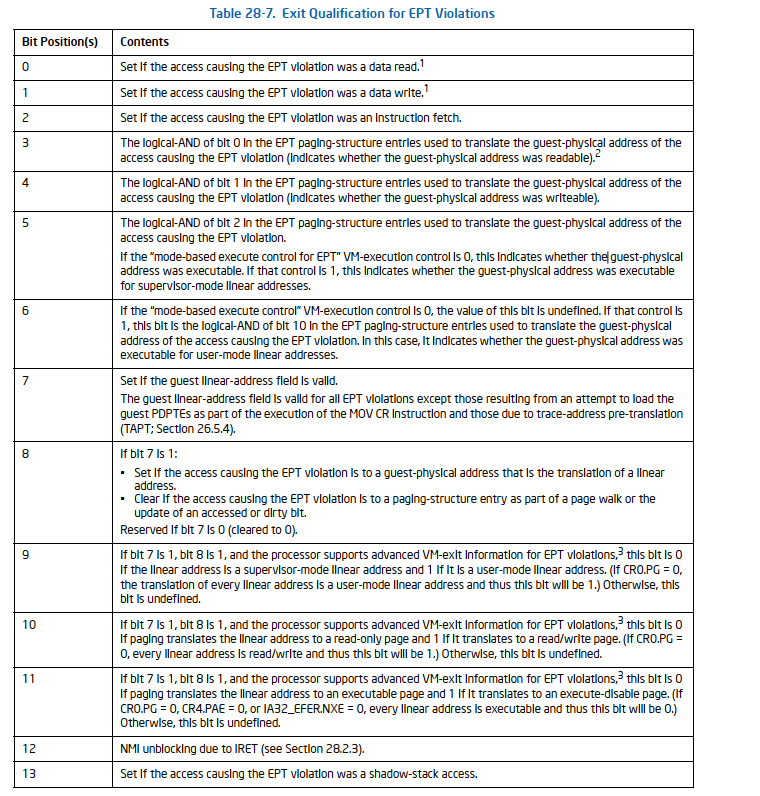 Table 28-7. Exit Qualification for EPT Violations
Bit Position(s) Contents
0 Set if the access causing the EPT violation was a data read.1
1 Set if the access causing the EPT violation was a data write.1
2 Set if the access causing the EPT violation was an instruction fetch.
3 The logical-AND of bit 0 in the EPT paging-structure entries used to translate the guest-physical address of the
access causing the EPT violation (indicates whether the guest-physical address was readable).2
4 The logical-AND of bit 1 in the EPT paging-structure entries used to translate the guest-physical address of the
access causing the EPT violation (indicates whether the guest-physical address was writeable).
5 The logical-AND of bit 2 in the EPT paging-structure entries used to translate the guest-physical address of the
access causing the EPT violation.
If the “mode-based execute control for EPT” VM-execution control is 0, this indicates whether the guest-physical
address was executable. If that control is 1, this indicates whether the guest-physical address was executable
for supervisor-mode linear addresses.
6 If the “mode-based execute control” VM-execution control is 0, the value of this bit is undefined. If that control is
1, this bit is the logical-AND of bit 10 in the EPT paging-structure entries used to translate the guest-physical
address of the access causing the EPT violation. In this case, it indicates whether the guest-physical address was
executable for user-mode linear addresses.
7 Set if the guest linear-address field is valid.
The guest linear-address field is valid for all EPT violations except those resulting from an attempt to load the
guest PDPTEs as part of the execution of the MOV CR instruction and those due to trace-address pre-translation
(TAPT; Section 26.5.4).
8 If bit 7 is 1:
• Set if the access causing the EPT violation is to a guest-physical address that is the translation of a linear
address.
• Clear if the access causing the EPT violation is to a paging-structure entry as part of a page walk or the
update of an accessed or dirty bit.
Reserved if bit 7 is 0 (cleared to 0).
9 If bit 7 is 1, bit 8 is 1, and the processor supports advanced VM-exit information for EPT violations,3 this bit is 0
if the linear address is a supervisor-mode linear address and 1 if it is a user-mode linear address. (If CR0.PG = 0,
the translation of every linear address is a user-mode linear address and thus this bit will be 1.) Otherwise, this
bit is undefined.
10 If bit 7 is 1, bit 8 is 1, and the processor supports advanced VM-exit information for EPT violations,3 this bit is 0
if paging translates the linear address to a read-only page and 1 if it translates to a read/write page. (If CR0.PG =
0, every linear address is read/write and thus this bit will be 1.) Otherwise, this bit is undefined.
11 If bit 7 is 1, bit 8 is 1, and the processor supports advanced VM-exit information for EPT violations,3 this bit is 0
if paging translates the linear address to an executable page and 1 if it translates to an execute-disable page. (If
CR0.PG = 0, CR4.PAE = 0, or IA32_EFER.NXE = 0, every linear address is executable and thus this bit will be 0.)
Otherwise, this bit is undefined.
12 NMI unblocking due to IRET (see Section 28.2.3).
13 Set if the access causing the EPT violation was a shadow-stack access.